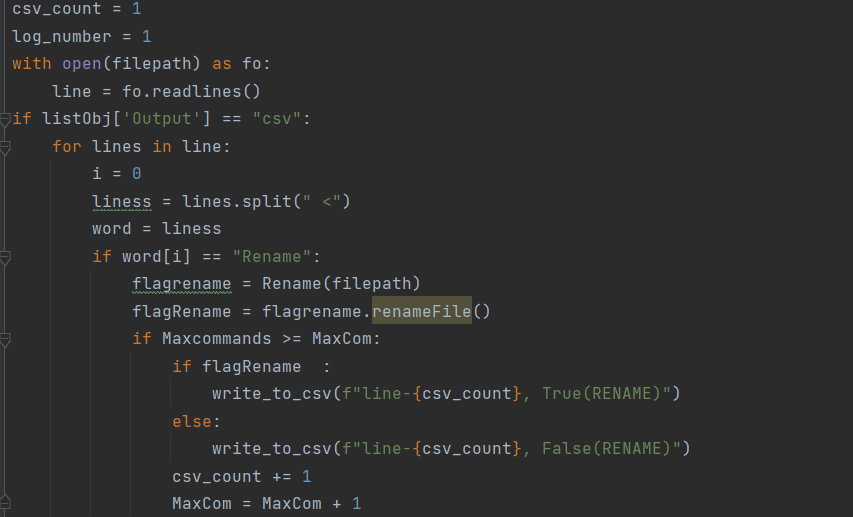 csv_count = 1
log_number = 1
with open(filepath) as fo:
    line = fo.readlines()
if listObj['Output'] == "csv":
    for lines in line:
        i = 0
        liness = lines.split(" <")
        word = liness
        if word[i] == "Rename":
            flagrename = Rename(filepath)
            flagRename = flagrename.renameFile()
            if Maxcommands >= MaxCom:
                if flagRename  :
                    write_to_csv(f"line-{csv_count}, True(RENAME)")
                else:
                    write_to_csv(f"line-{csv_count}, False(RENAME)")
                csv_count += 1
                MaxCom = MaxCom + 1